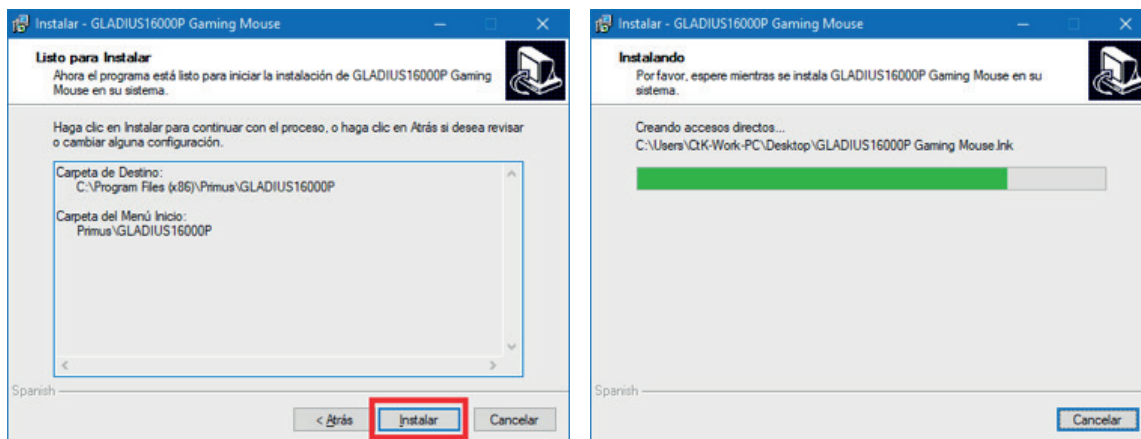 Instalar - GLADIUS16000P Gaming Mouse
Listo para Instalar
Ahora el programa está listo para iniciar la instalación de GLADIUS16000P Gaming
Mouse en su sistema.
Haga clic en Instalar para continuar con el proceso, o haga clic en Atrás si desea revisar
o cambiar alguna configuración.
Carpeta de Destino:
C:\Program Files (x86)\Primus\GLADIUS16000P
Carpeta del Menú Inicio:
Primus\GLADIUS16000P
Spanish
< Atrás Instalar Cancelar
Instalar - GLADIUS16000P Gaming Mouse
Instalando
Por favor, espere mientras se instala GLADIUS16000P Gaming Mouse en su
sistema.
Creando accesos directos...
C:\Users\CtK-Work-PC\Desktop\GLADIUS16000P Gaming Mouse.lnk
Spanish
Cancelar